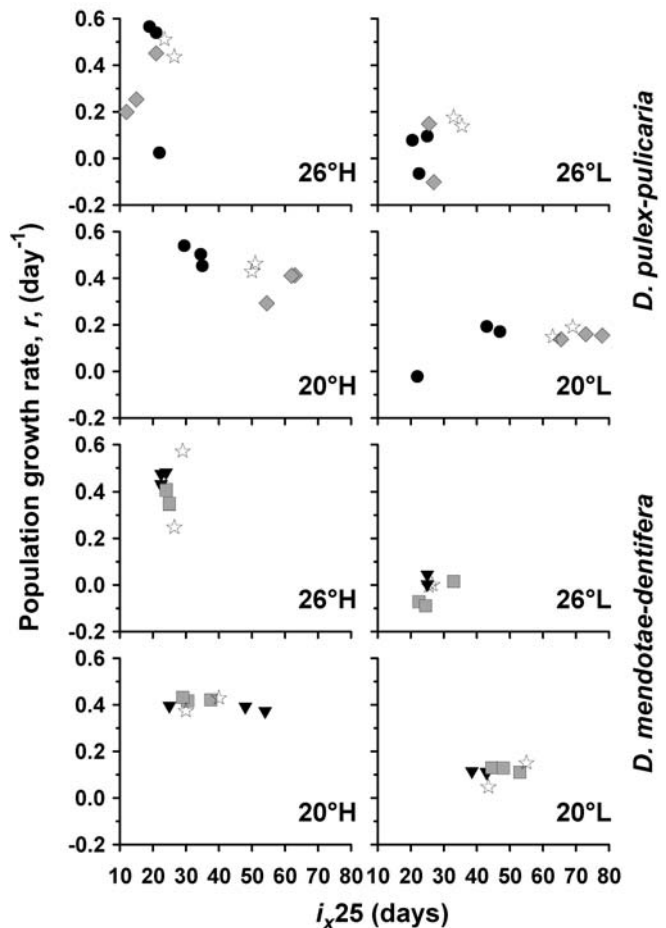 0.6
0.4
0.2
0.0
-0.2
26°H
26°L
0.6
0.4
0.2
0.0
-0.2
20°H
20°L
0.6
0.4
0.2
0.0
-0.2
26°H
26°L
0.6
0.4
0.2
0.0
-0.2
20°H
20°L
10 20 30 40 50 60 70 80 10 20 30 40 50 60 70 80
iₓ25 (days)
Population growth rate, r, (day⁻¹)
D. pulex-pulicaria
D. mendotae-dentifera